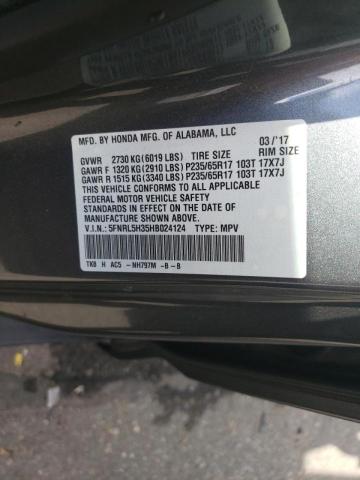 MFD. BY HONDA MFG. OF ALABAMA, LLC 03/'17
GVWR 2730 KG(6019 LBS) TIRE SIZE RIM SIZE
GAWR F 1320 KG(2910 LBS) P235/65R17 103T 17X7J
GAWR R 1515 KG(3340 LBS) P235/65R17 103T 17X7J
THIS VEHICLE CONFORMS TO ALL APPLICABLE
FEDERAL MOTOR VEHICLE SAFETY
STANDARDS IN EFFECT ON THE DATE OF
MANUFACTURE SHOWN ABOVE.
V.I.N.: 5FNRL5H35HB024124 TYPE: MPV
TK8 H AC5 -NH797M -B-B